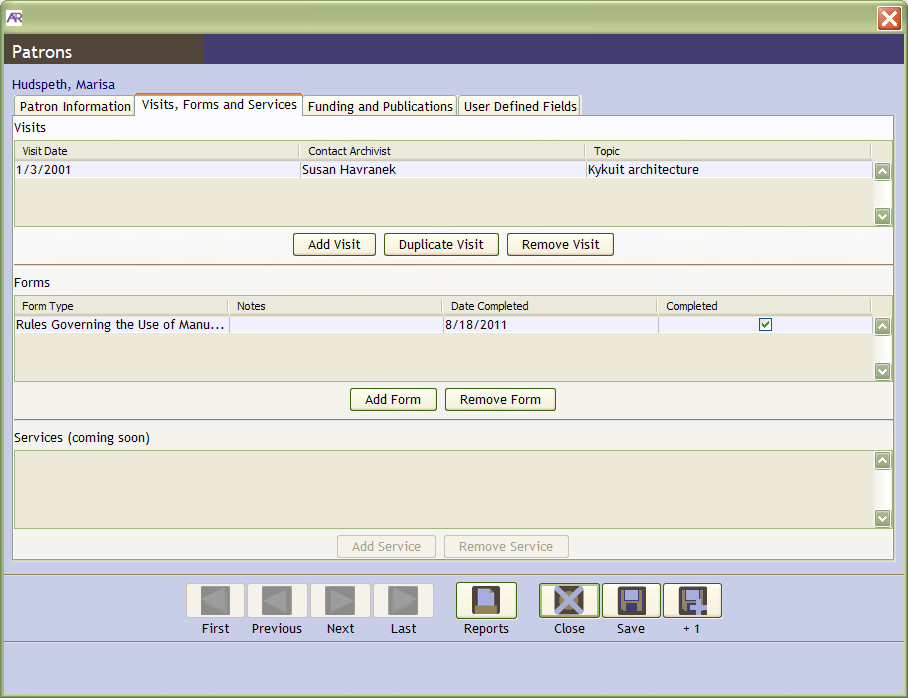 AR
Patrons
Hudspeth, Marisa
Patron Information Visits, Forms and Services Funding and Publications User Defined Fields
Visits
Visit Date Contact Archivist Topic
1/3/2001 Susan Havranek Kykuit architecture
Add Visit Duplicate Visit Remove Visit
Forms
Form Type Notes Date Completed Completed
Rules Governing the Use of Manu... 8/18/2011
Add Form Remove Form
Services (coming soon)
Add Service Remove Service
First Previous Next Last Reports Close Save + 1